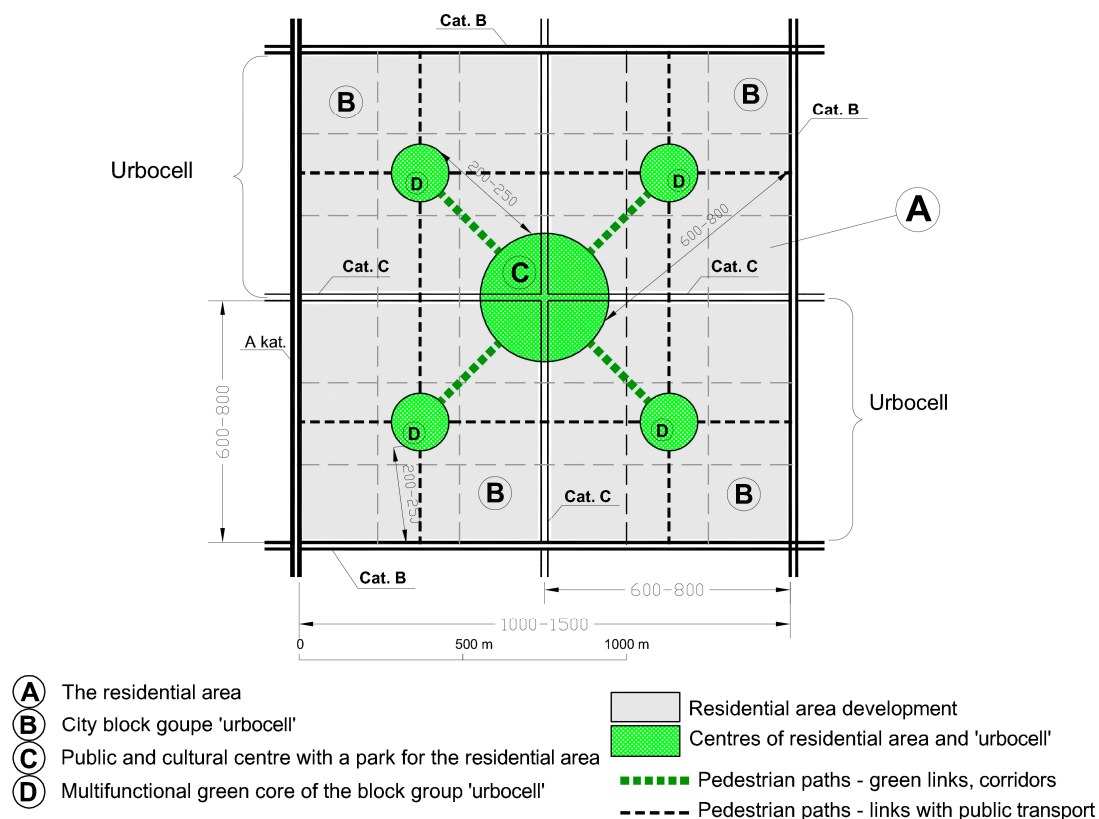 Cat. B
B
B
Cat. B
Urbocell
200-250
D
D
600-800
A
C
Cat. C
Cat. C
A kat.
600-800
Urbocell
D
D
200-250
B
Cat. C
B
Cat. B
600-800
1000-1500
0 500 m 1000 m
A The residential area
B City block goupe 'urbocell'
C Public and cultural centre with a park for the residential area
D Multifunctional green core of the block group 'urbocell'
Residential area development
Centres of residential area and 'urbocell'
Pedestrian paths - green links, corridors
Pedestrian paths - links with public transport